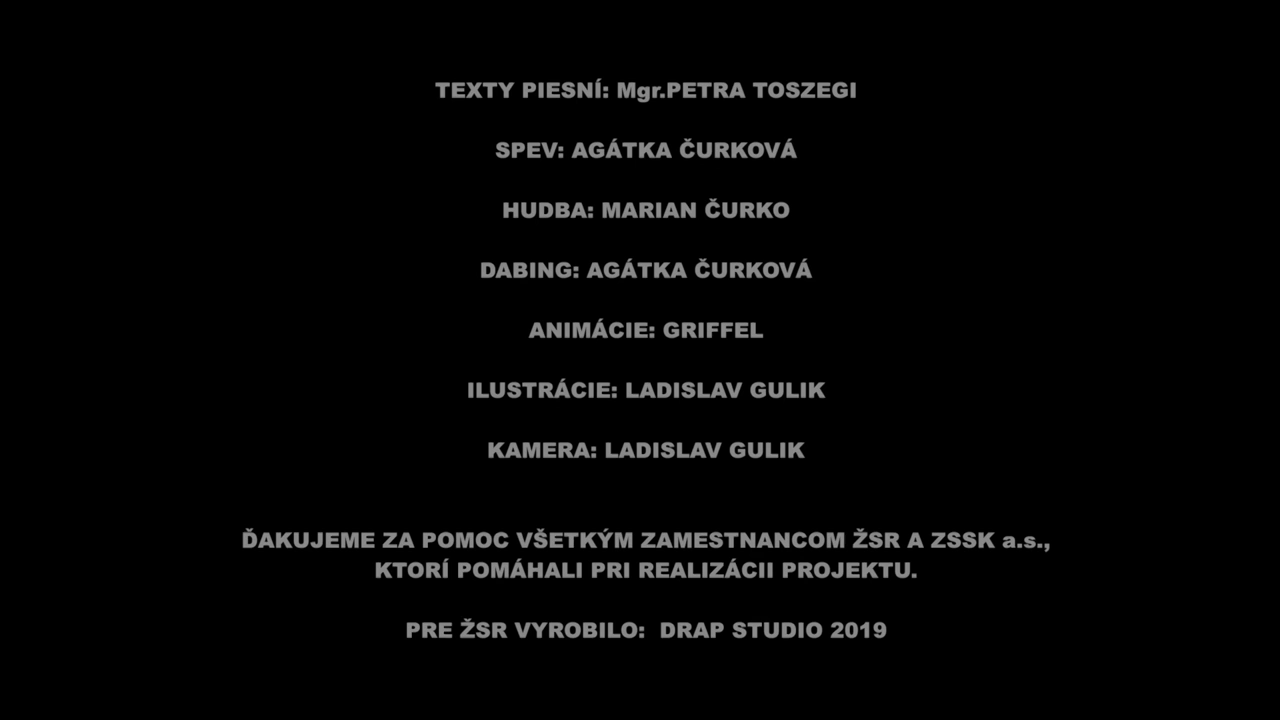 TEXTY PIESNÍ: Mgr.PETRA TOSZEGI
SPEV: AGÁTKA ČURKOVÁ
HUDBA: MARIAN ČURKO
DABING: AGÁTKA ČURKOVÁ
ANIMÁCIE: GRIFFEL
ILUSTRÁCIE: LADISLAV GULIK
KAMERA: LADISLAV GULIK
ĎAKUJEME ZA POMOC VŠETKÝM ZAMESTNANCOM ŽSR A ZSSK a.s.,
KTORÍ POMÁHALI PRI REALIZÁCII PROJEKTU.
PRE ŽSR VYROBILO:  DRAP STUDIO 2019